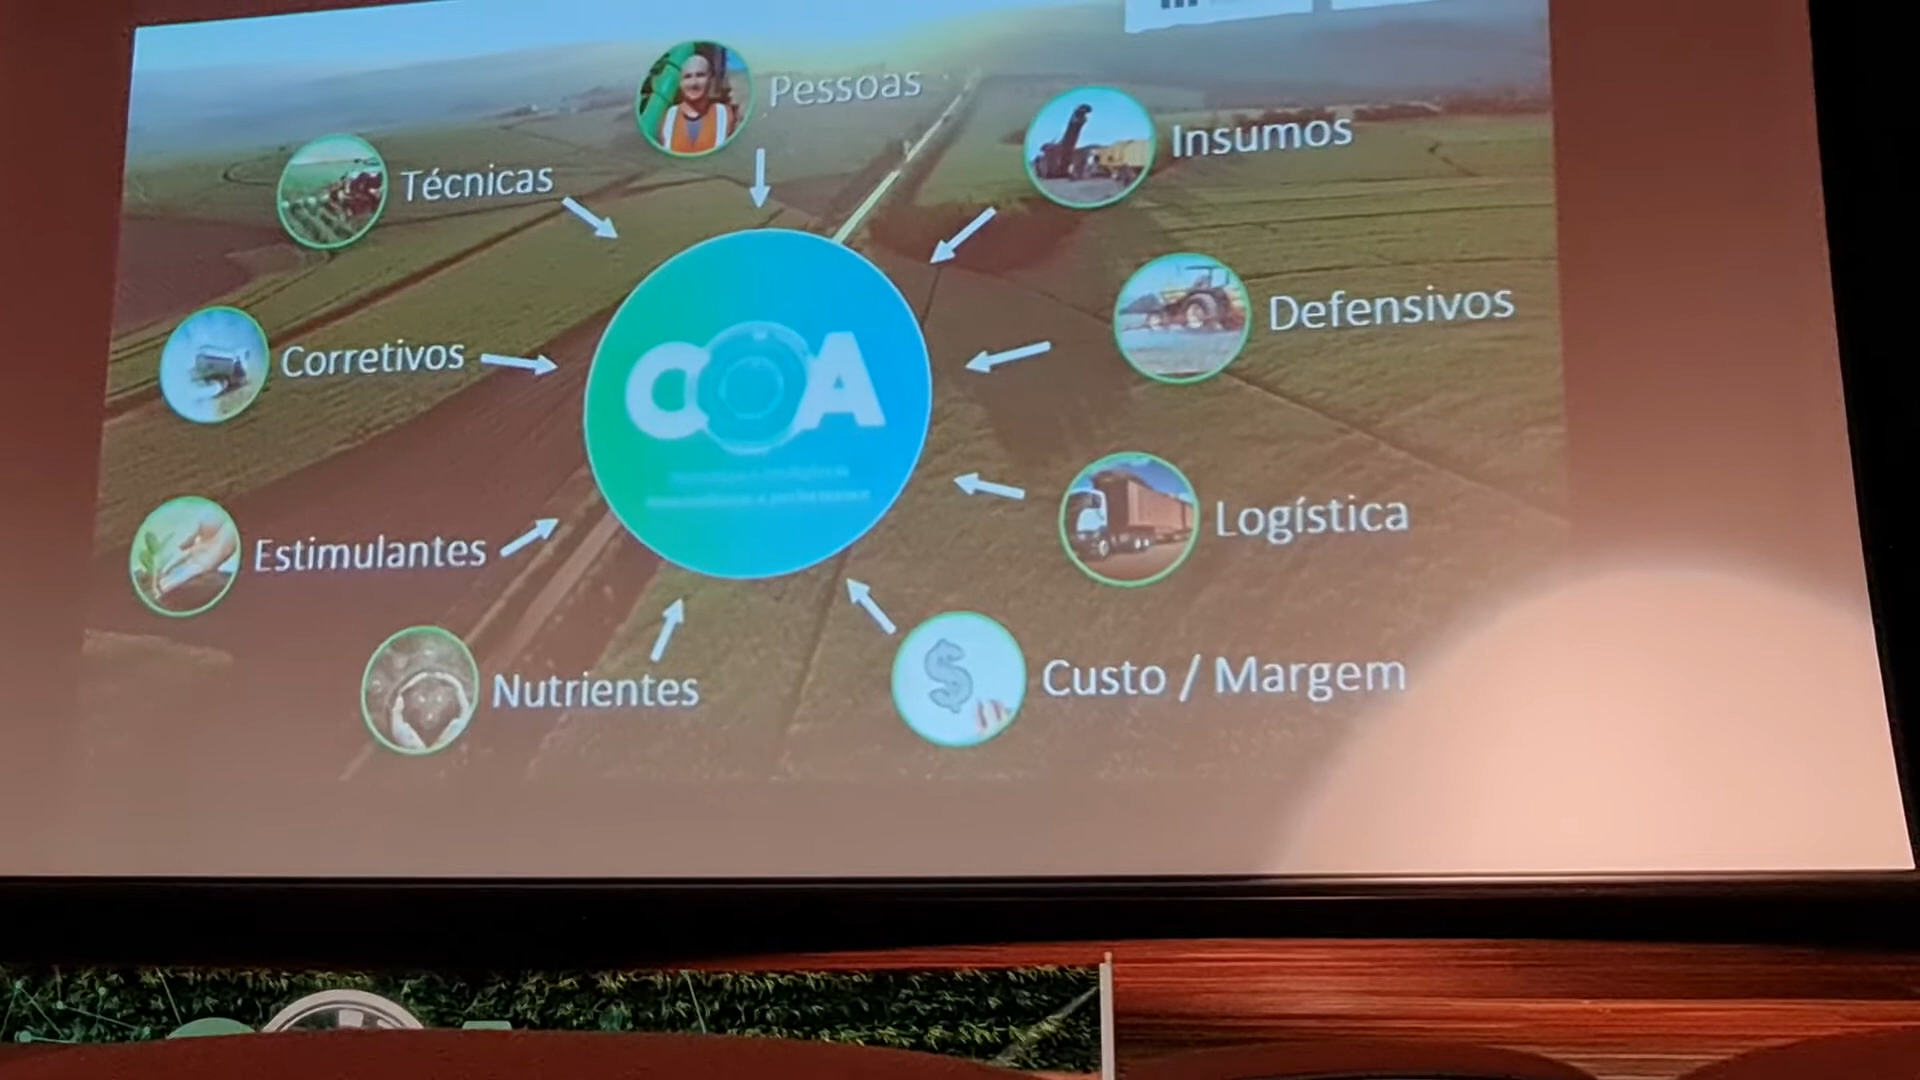 Pessoas
Insumos
Técnicas
Defensivos
COA
Corretivos
Logística
Estimulantes
Custo / Margem
Nutrientes